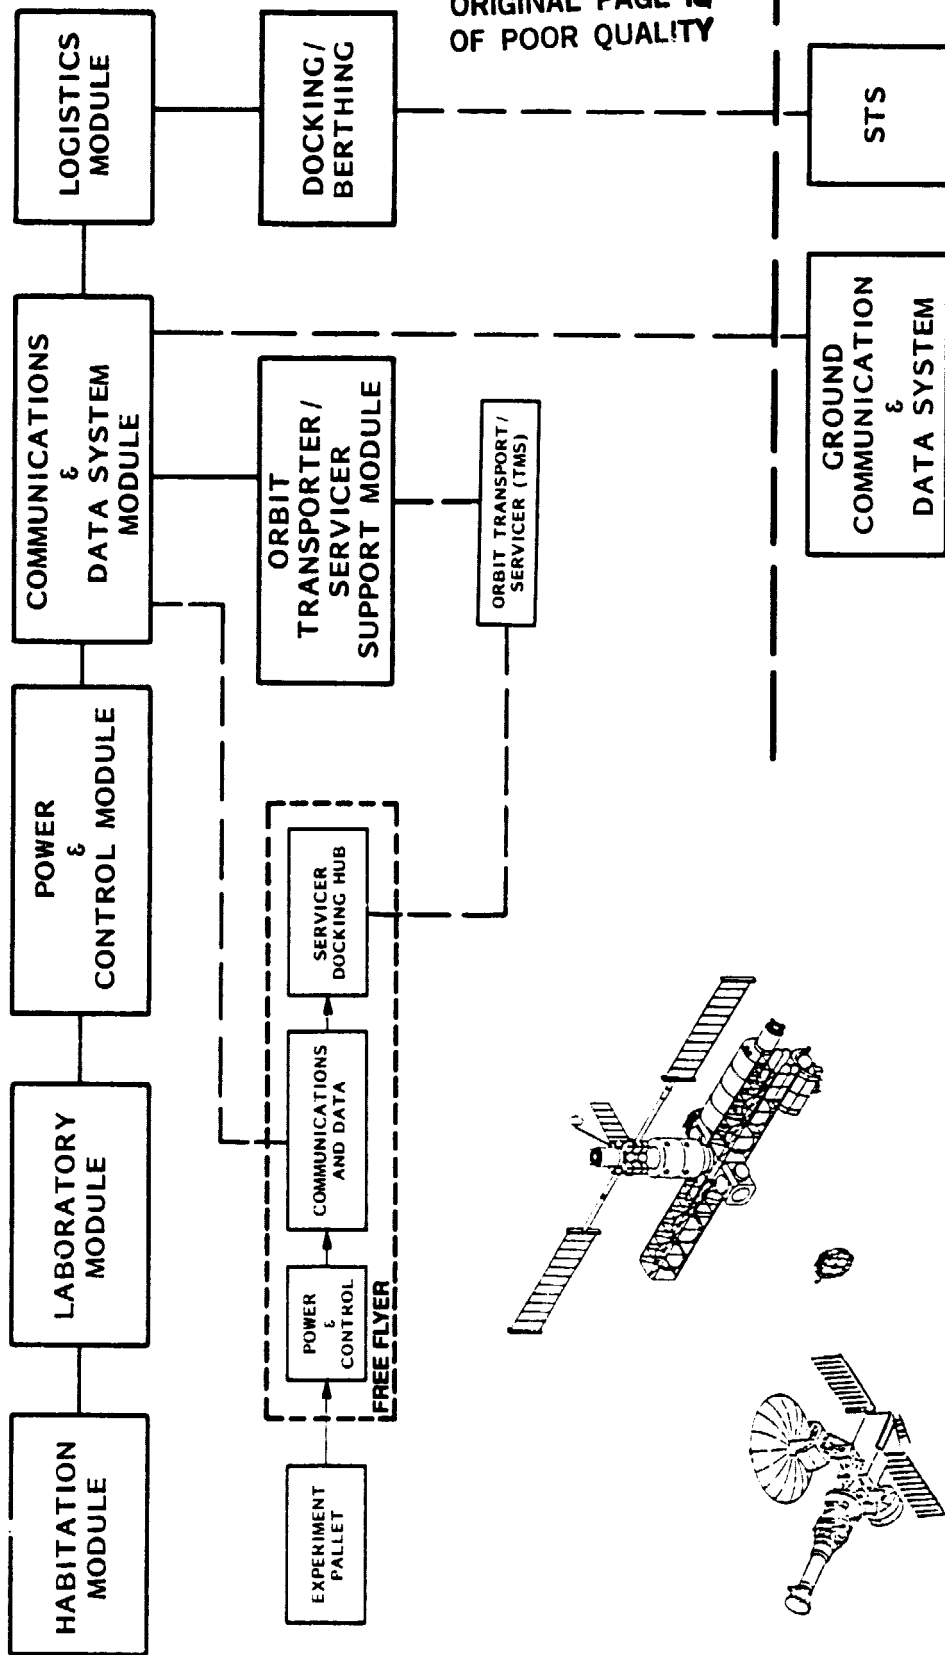 ORIGINAL PAGE IS
OF POOR QUALITY
HABITATION
MODULE
LABORATORY
MODULE
POWER
&
CONTROL MODULE
COMMUNICATIONS
&
DATA SYSTEM
MODULE
LOGISTICS
MODULE
EXPERIMENT
PALLET
POWER
&
CONTROL
COMMUNICATIONS
AND DATA
SERVICER
DOCKING HUB
FREE FLYER
ORBIT
TRANSPORTER/
SERVICER
SUPPORT MODULE
DOCKING/
BERTHING
ORBIT TRANSPORT/
SERVICER (TMS)
GROUND
COMMUNICATION
&
DATA SYSTEM
STS